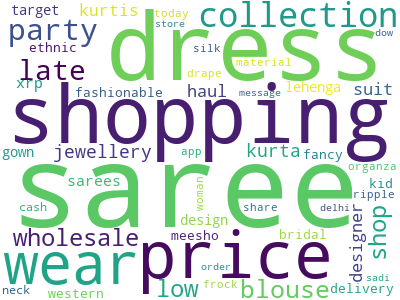 target kurtis today collection
party store dress
ethnic silk dow
late drape material
xrp fashionable haul lehenga suit
shopping
message
gown jewellery app kurta fancy
organza
sarees saree kid
woman ripple
cash design share delhi shop
wholesale meesho bridal designer
wear price
order sadi
low frock blouse delivery
neck western